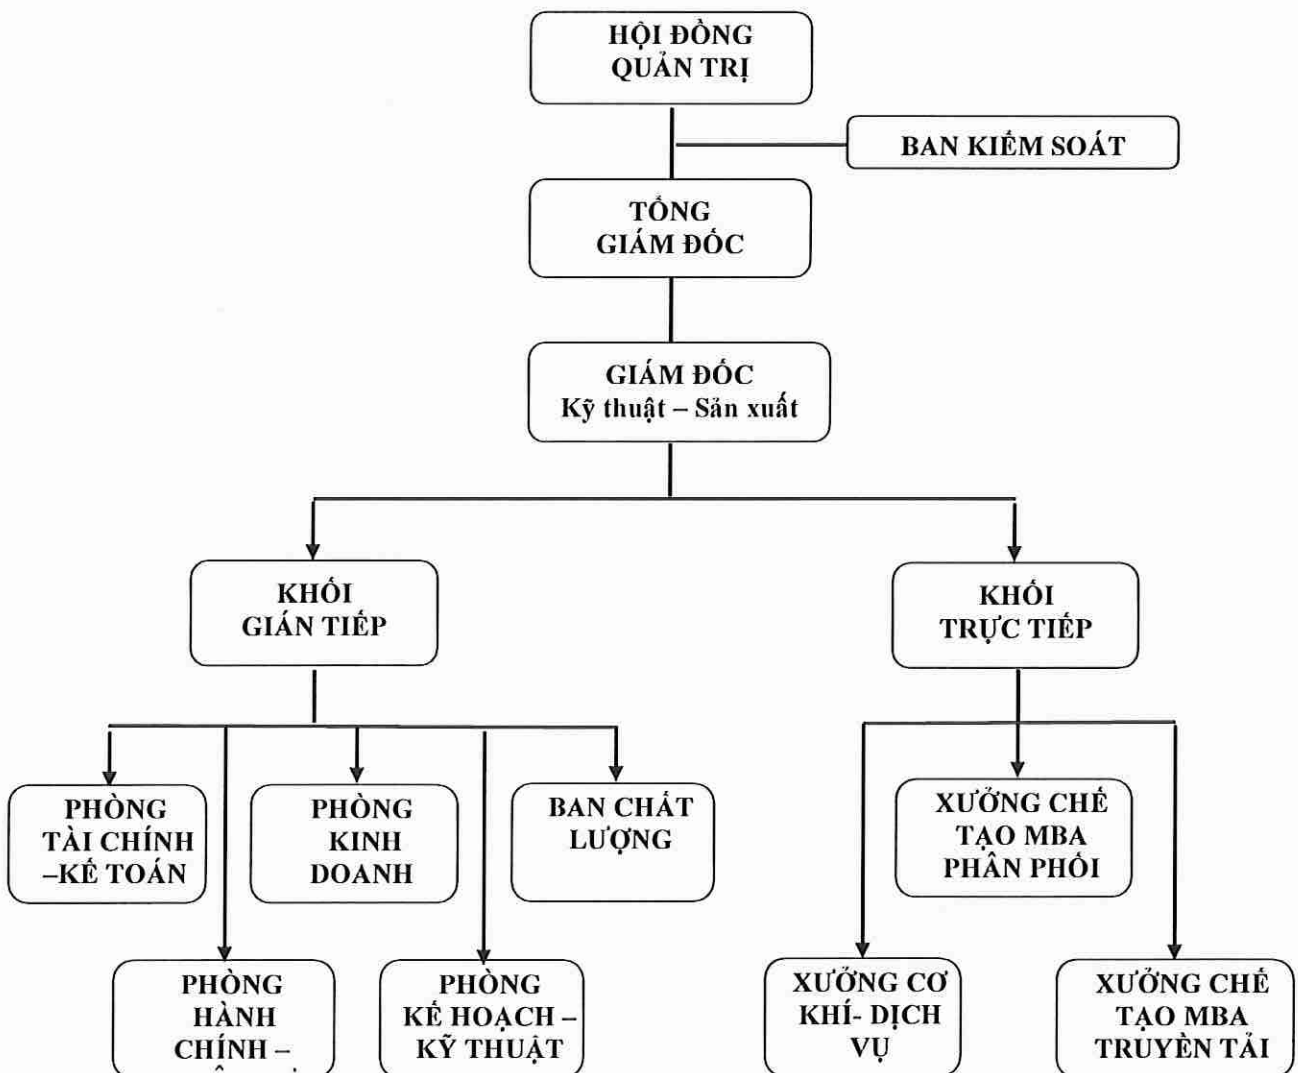 HỘI ĐỒNG
QUẢN TRỊ
BAN KIỂM SOÁT
TỔNG
GIÁM ĐỐC
GIÁM ĐỐC
Kỹ thuật – Sản xuất
KHỐI
GIÁN TIẾP
KHỐI
TRỰC TIẾP
PHÒNG
TÀI CHÍNH
–KẾ TOÁN
PHÒNG
KINH
DOANH
BAN CHẤT
LƯỢNG
XƯỞNG CHẾ
TẠO MBA
PHÂN PHỐI
PHÒNG
HÀNH
CHÍNH –
PHÒNG
KẾ HOẠCH –
KỸ THUẬT
XƯỞNG CƠ
KHÍ- DỊCH
VỤ
XƯỞNG CHẾ
TẠO MBA
TRUYỀN TẢI